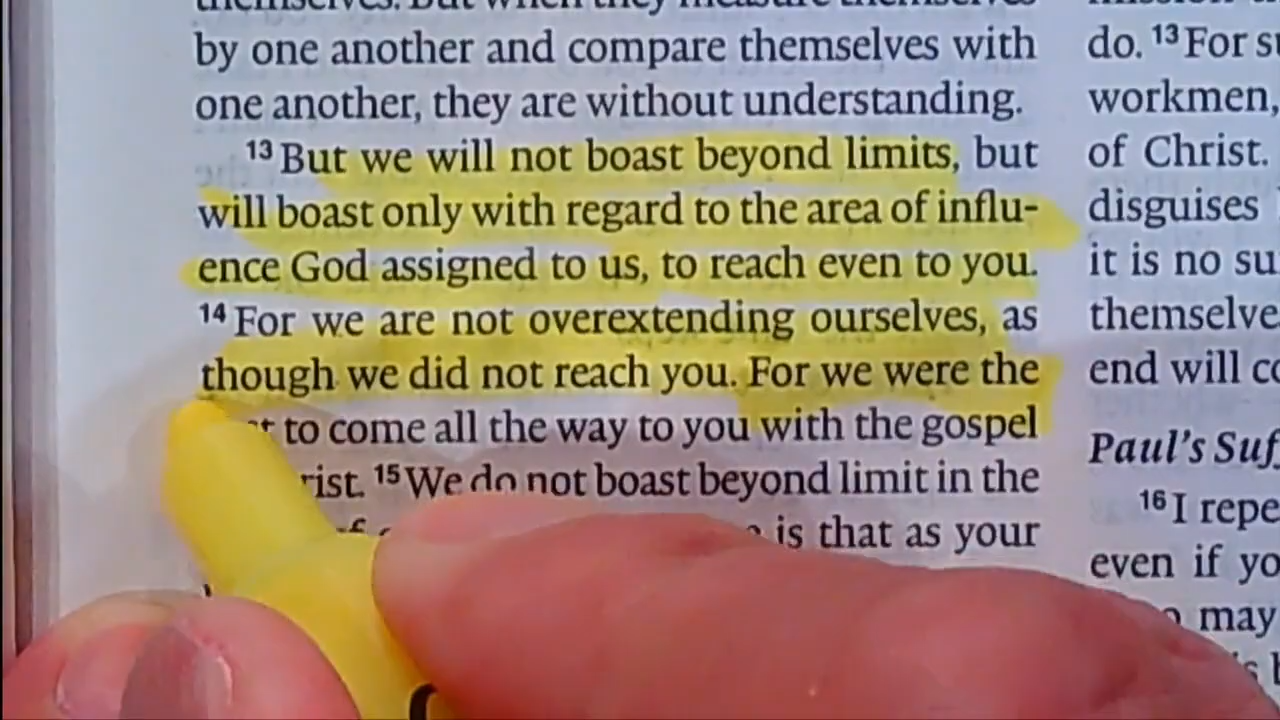 by one another and compare themselves with
one another, they are without understanding.
13 But we will not boast beyond limits, but
will boast only with regard to the area of influ-
ence God assigned to us, to reach even to you.
14 For we are not overextending ourselves, as
though we did not reach you. For we were the
to come all the way to you with the gospel
15 We do not boast beyond limit in the
is that as your
do. 13 For
workmen,
of Christ.
disguises
it is no
end will
Paul's
16 I
even if
may